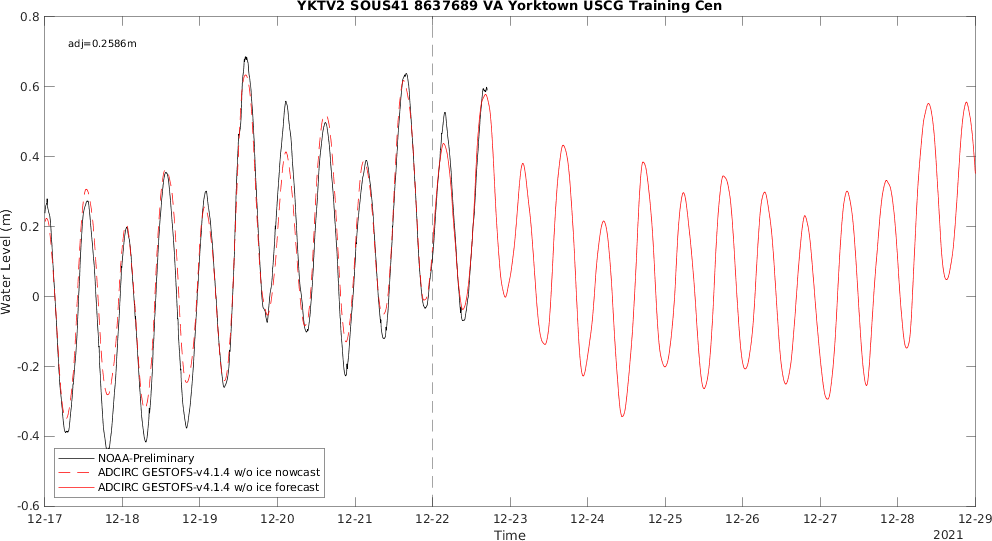 YKTV2 SOUS41 8637689 VA Yorktown USCG Training Cen
adj=0.2586m
0.8
0.6
0.4
0.2
0
-0.2
-0.4
-0.6
Water Level (m)
NOAA-Preliminary
ADCIRC GESTOFS-v4.1.4 w/o ice nowcast
ADCIRC GESTOFS-v4.1.4 w/o ice forecast
12-17 12-18 12-19 12-20 12-21 12-22 12-23 12-24 12-25 12-26 12-27 12-28 12-29
Time
2021